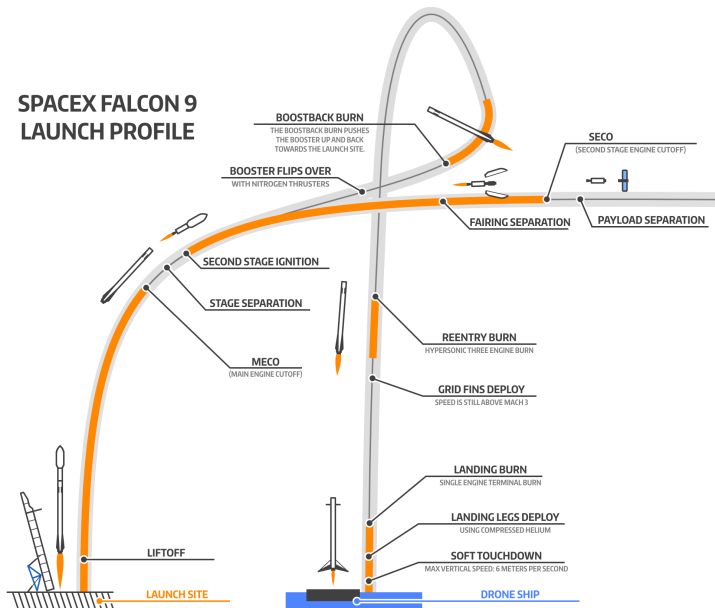 SPACEX FALCON 9
LAUNCH PROFILE
BOOSTBACK BURN
THE BOOSTBACK BURN PUSHES
THE BOOSTER UP AND BACK
TOWARDS THE LAUNCH SITE.
SECO
(SECOND STAGE ENGINE CUTOFF)
BOOSTER FLIPS OVER
WITH NITROGEN THRUSTERS
FAIRING SEPARATION
PAYLOAD SEPARATION
SECOND STAGE IGNITION
STAGE SEPARATION
MECO
(MAIN ENGINE CUTOFF)
REENTRY BURN
HYPERSONIC THREE ENGINE BURN
GRID FINS DEPLOY
SPEED IS STILL ABOVE MACH 3
LANDING BURN
SINGLE ENGINE TERMINAL BURN
LANDING LEGS DEPLOY
USING COMPRESSED HELIUM
LIFTOFF
SOFT TOUCHDOWN
MAX VERTICAL SPEED: 6 METERS PER SECOND
LAUNCH SITE
DRONE SHIP